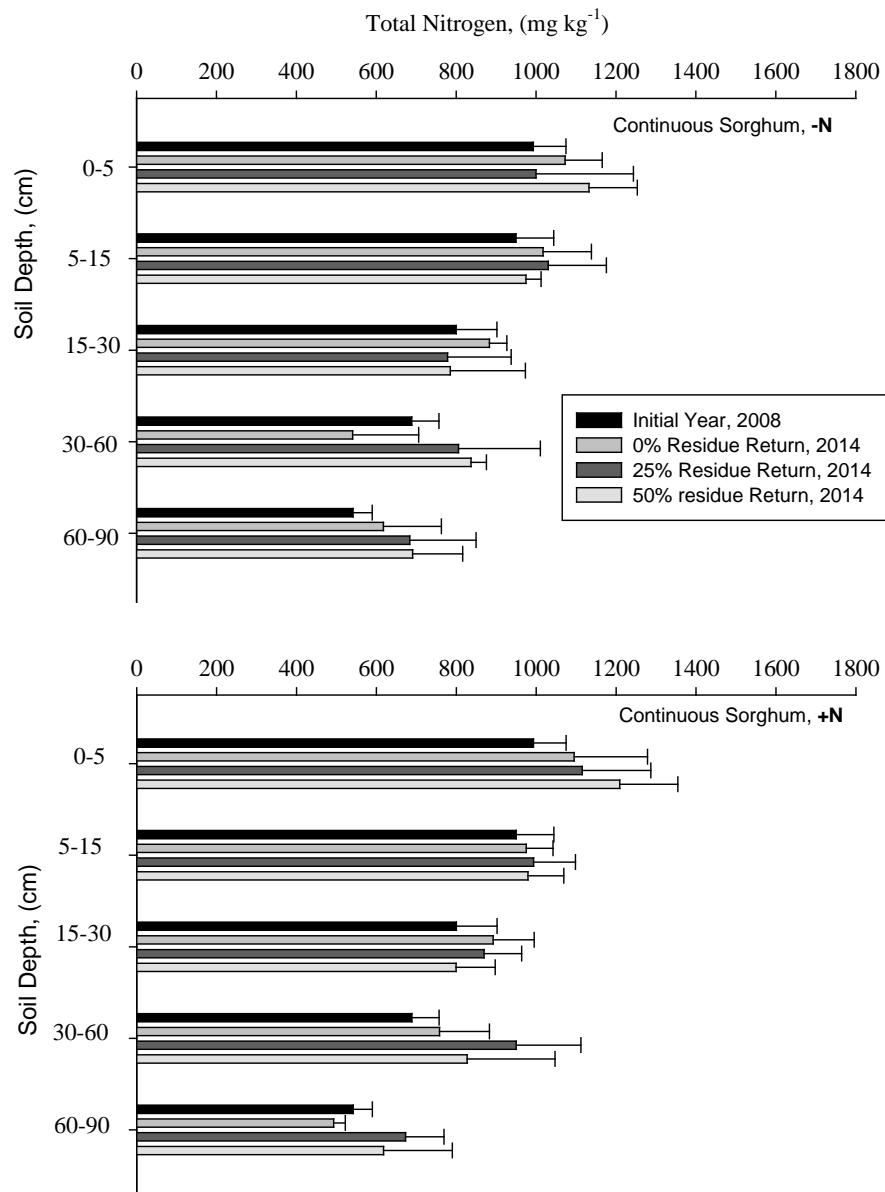 Total Nitrogen, (mg kg-1)
0 200 400 600 800 1000 1200 1400 1600 1800
Continuous Sorghum, -N
Soil Depth, (cm)
0-5
5-15
15-30
30-60
60-90
Initial Year, 2008
0% Residue Return, 2014
25% Residue Return, 2014
50% residue Return, 2014
0 200 400 600 800 1000 1200 1400 1600 1800
Continuous Sorghum, +N
Soil Depth, (cm)
0-5
5-15
15-30
30-60
60-90